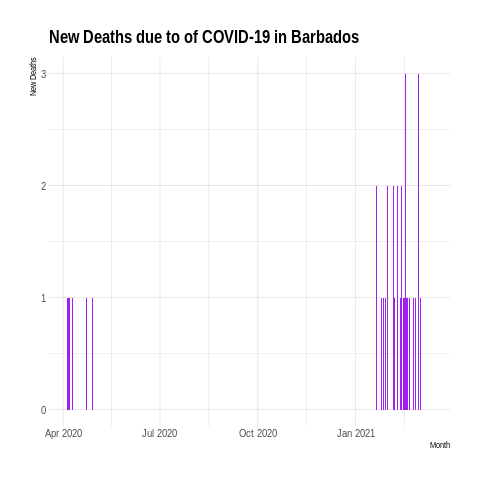 New Deaths due to of COVID-19 in Barbados
New Deaths
3
2
1
0
Apr 2020
Jul 2020
Oct 2020
Jan 2021
Month